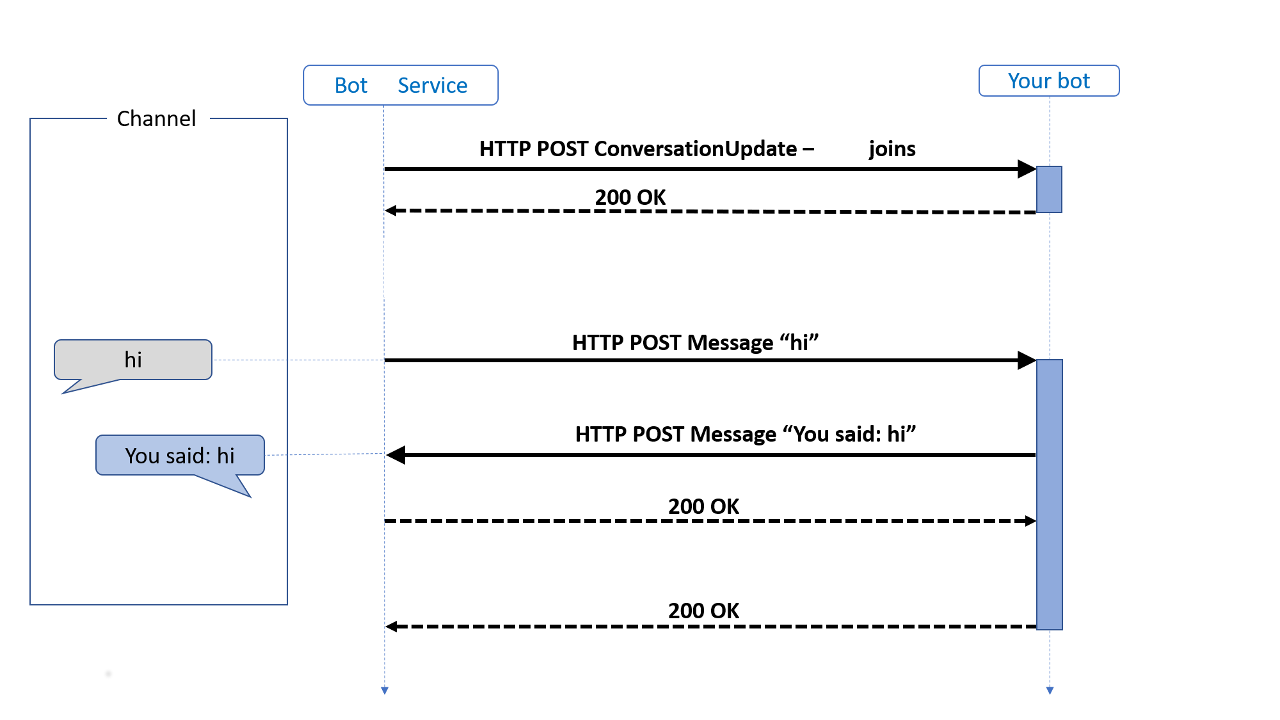 Bot Service
Your bot
Channel
HTTP POST ConversationUpdate – joins
200 OK
HTTP POST Message “hi”
hi
HTTP POST Message “You said: hi”
You said: hi
200 OK
200 OK